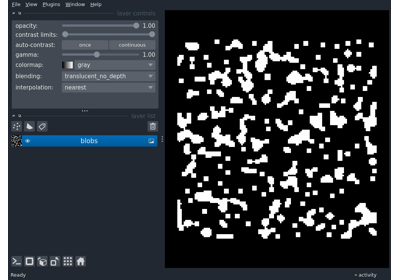 File View Plugins Window Help
layer controls
opacity: 1.00
contrast limits:
auto-contrast: once continuous
gamma: 1.00
colormap: gray
blending: translucent_no_depth
interpolation: nearest
layer list
blobs
Ready
activity